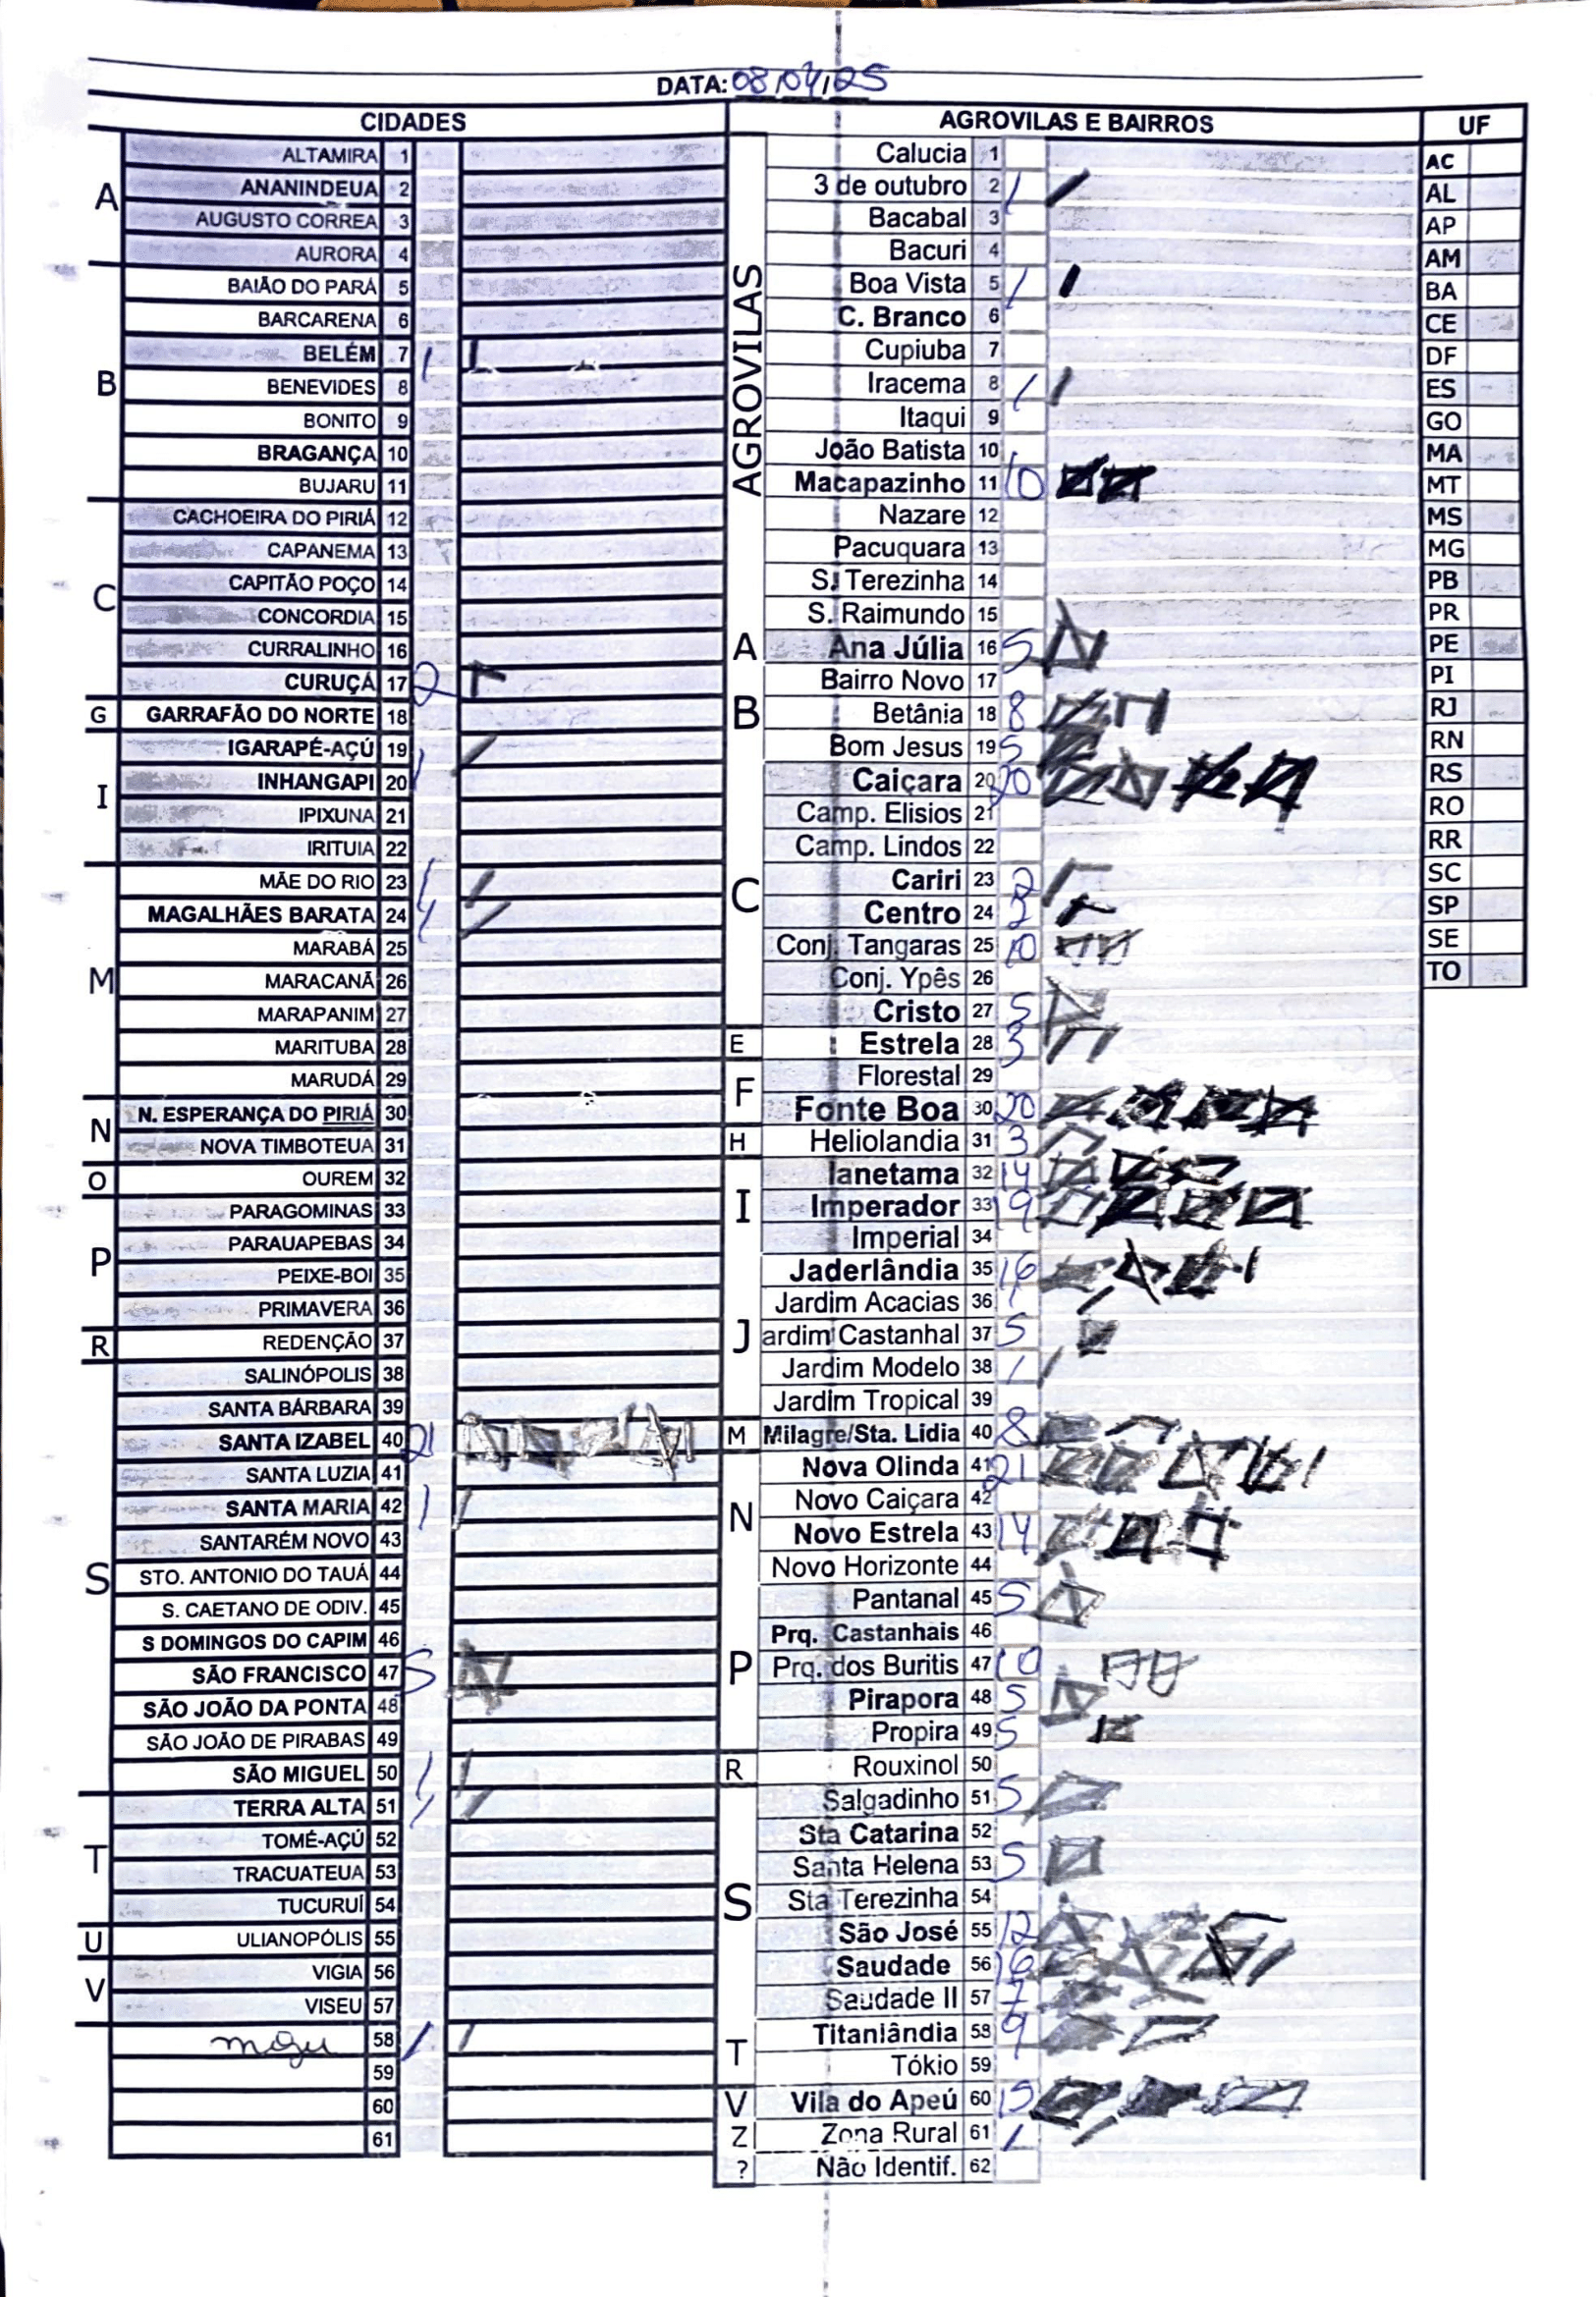 DATA: 08/04/25
CIDADES
A
ALTAMIRA 1
ANANINDEUA 2
AUGUSTO CORREA 3
AURORA 4
B
BAIÃO DO PARÁ 5
BARCARENA 6
BELÉM 7 1
BENEVIDES 8
BONITO 9
BRAGANÇA 10
BUJARU 11
C
CACHOEIRA DO PIRIÁ 12
CAPANEMA 13
CAPITÃO POÇO 14
CONCORDIA 15
CURRALINHO 16
CURUÇÁ 17 2
G
GARRAFÃO DO NORTE 18
I
IGARAPÉ-AÇÚ 19
INHANGAPI 20 1
IPIXUNA 21
IRITUIA 22
M
MÃE DO RIO 23 1
MAGALHÃES BARATA 24 1
MARABÁ 25
MARACANÃ 26
MARAPANIM 27
MARITUBA 28
MARUDÁ 29
N
N. ESPERANÇA DO PIRIÁ 30
NOVA TIMBOTEUA 31
O
OUREM 32
P
PARAGOMINAS 33
PARAUAPEBAS 34
PEIXE-BOI 35
PRIMAVERA 36
R
REDENÇÃO 37
S
SALINÓPOLIS 38
SANTA BÁRBARA 39
SANTA IZABEL 40 21
SANTA LUZIA 41
SANTA MARIA 42 1
SANTARÉM NOVO 43
STO. ANTONIO DO TAUÁ 44
S. CAETANO DE ODIV. 45
S DOMINGOS DO CAPIM 46
SÃO FRANCISCO 47 5
SÃO JOÃO DA PONTA 48
SÃO JOÃO DE PIRABAS 49
SÃO MIGUEL 50 1
T
TERRA ALTA 51 1
TOMÉ-AÇÚ 52
TRACUATEUA 53
TUCURUÍ 54
U
ULIANOPÓLIS 55
V
VIGIA 56
VISEU 57
moju 58 1
59
60
61
AGROVILAS E BAIRROS
AGROVILAS
Calucia 1
3 de outubro 2 1
Bacabal 3
Bacuri 4
Boa Vista 5 1
C. Branco 6
Cupiuba 7
Iracema 8 1
Itaqui 9
João Batista 10
Macapazinho 11 10
Nazare 12
Pacuquara 13
S. Terezinha 14
S. Raimundo 15
A
Ana Júlia 16 5
B
Bairro Novo 17
Betânia 18 8
Bom Jesus 19 5
C
Caiçara 20 20
Camp. Elisios 21
Camp. Lindos 22
Cariri 23 2
Centro 24 2
Conj. Tangaras 25 10
Conj. Ypês 26
Cristo 27 5
E
Estrela 28 3
F
Florestal 29
Fonte Boa 30 20
H
Heliolandia 31 3
I
Ianetama 32 14
Imperador 33 19
Imperial 34
J
Jaderlândia 35 16
Jardim Acacias 36 1
ardim Castanhal 37 5
Jardim Modelo 38 1
Jardim Tropical 39
M
Milagre/Sta. Lidia 40 8
N
Nova Olinda 41 21
Novo Caiçara 42
Novo Estrela 43 14
Novo Horizonte 44
P
Pantanal 45 5
Prq. Castanhais 46
Prq. dos Buritis 47 10
Pirapora 48 5
Propira 49 5
R
Rouxinol 50
S
Salgadinho 51 5
Sta Catarina 52
Santa Helena 53 5
Sta Terezinha 54
São José 55 12
Saudade 56 16
Saudade II 57 7
T
Titanlândia 58 9
Tókio 59
V
Vila do Apeú 60 15
Z
Zona Rural 61 1
?
Não Identif. 62
UF
AC
AL
AP
AM
BA
CE
DF
ES
GO
MA
MT
MS
MG
PB
PR
PE
PI
RJ
RN
RS
RO
RR
SC
SP
SE
TO